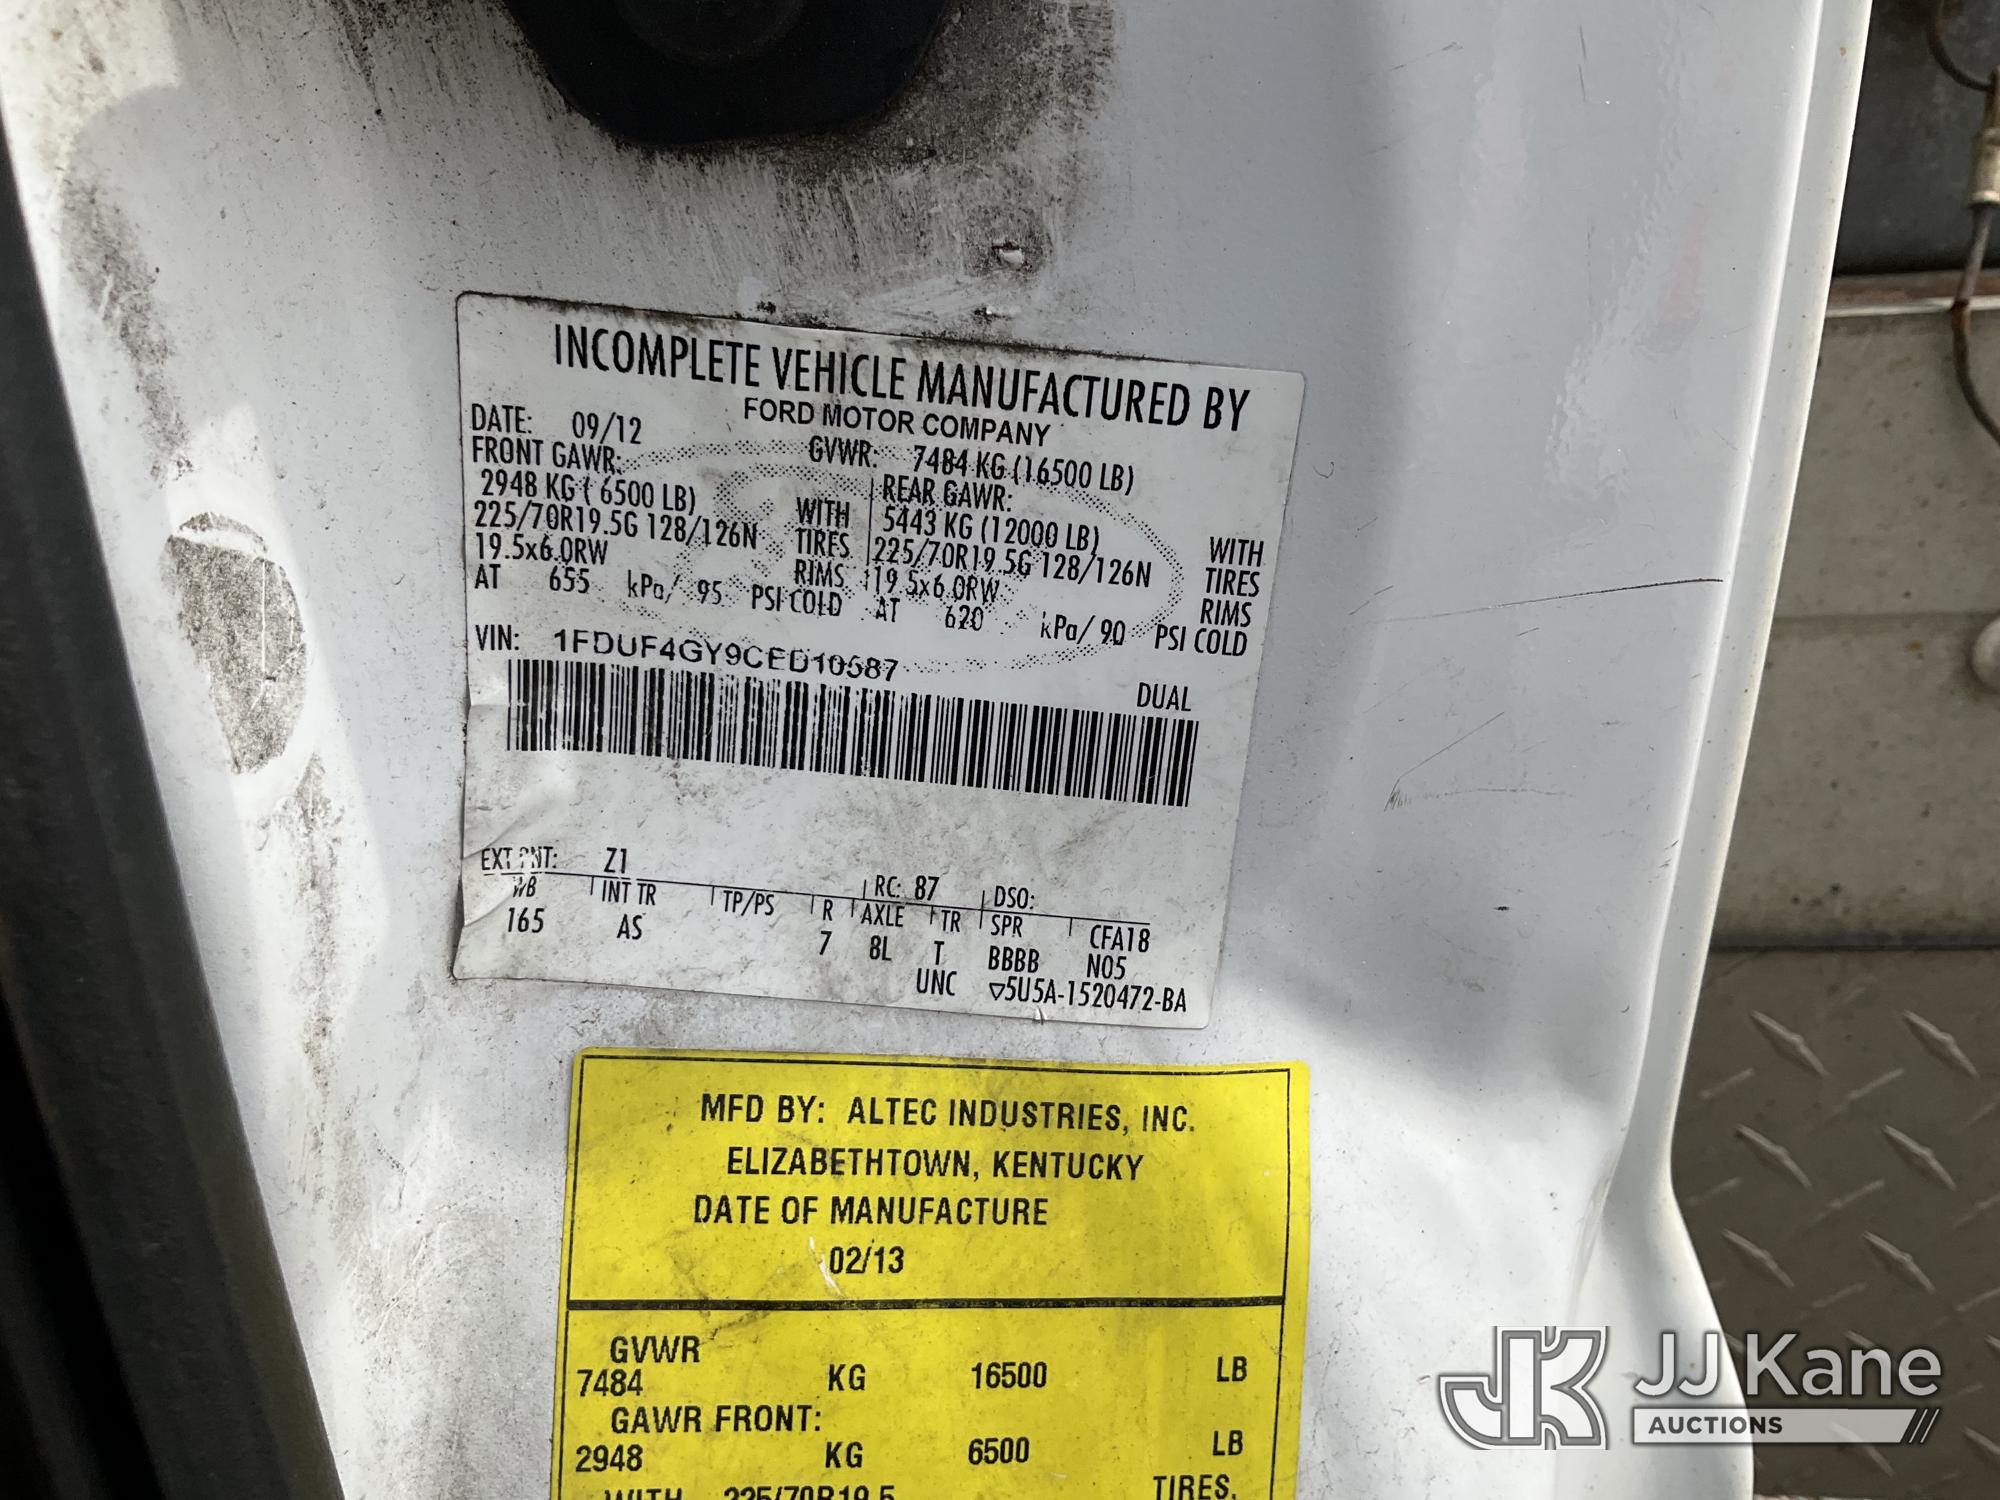 INCOMPLETE VEHICLE MANUFACTURED BY
FORD MOTOR COMPANY
DATE: 09/12 GVWR: 7484 KG (16500 LB)
FRONT GAWR: REAR GAWR:
2948 KG ( 6500 LB) WITH 5443 KG (12000 LB) WITH
225/70R19.5G 128/126N TIRES 225/70R19.5G 128/126N TIRES
19.5x6.0RW RIMS 19.5x6.0RW RIMS
AT 655 kPa/ 95 PSI COLD AT 620 kPa/ 90 PSI COLD
VIN: 1FDUF4GY9CED10587
DUAL
EXT PNT: Z1 RC: 87 DSO:
WB INT TR TP/PS R AXLE TR SPR CFA18
165 AS 7 8L T BBBB N05
UNC ▽5U5A-1520472-BA
MFD BY: ALTEC INDUSTRIES, INC.
ELIZABETHTOWN, KENTUCKY
DATE OF MANUFACTURE
02/13
GVWR
7484 KG 16500 LB
GAWR FRONT:
2948 KG 6500 LB
WITH 225/70R19.5 TIRES,
JK JJ Kane
AUCTIONS